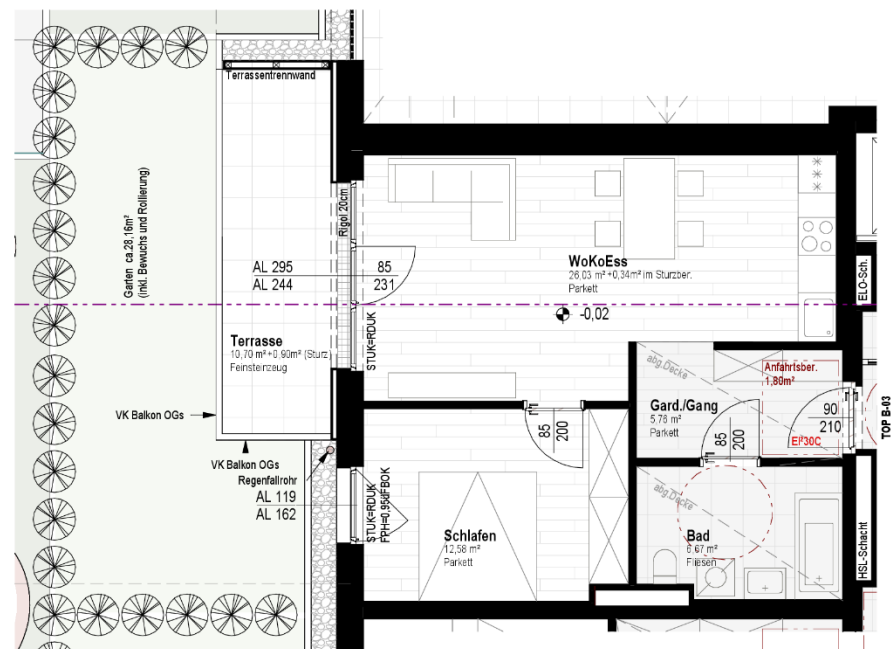 Terrassentrennwand
Garten ca.28,16m²
(inkl. Bewuchs und Rollierung)
Rigol 20cm
AL 295
AL 244
85
231
WoKoEss
26,03 m² +0,34m² im Sturzber.
Parkett
-0,02
ELO-Sch.
Terrasse
10,70 m²+0,90m² (Sturz)
Feinsteinzeug
STUK=RDUK
abg.Decke
Anfahrtsber.
1,80m²
Gard./Gang
5,76 m²
Parkett
90
210
EI²30C
TOP B-03
VK Balkon OGs
85
200
85
200
VK Balkon OGs
Regenfallrohr
AL 119
AL 162
STUK=RDUK
FPH=0,95üFBOK
abg.Decke
Schlafen
12,58 m²
Parkett
Bad
6,67 m²
Fliesen
HSL-Schacht